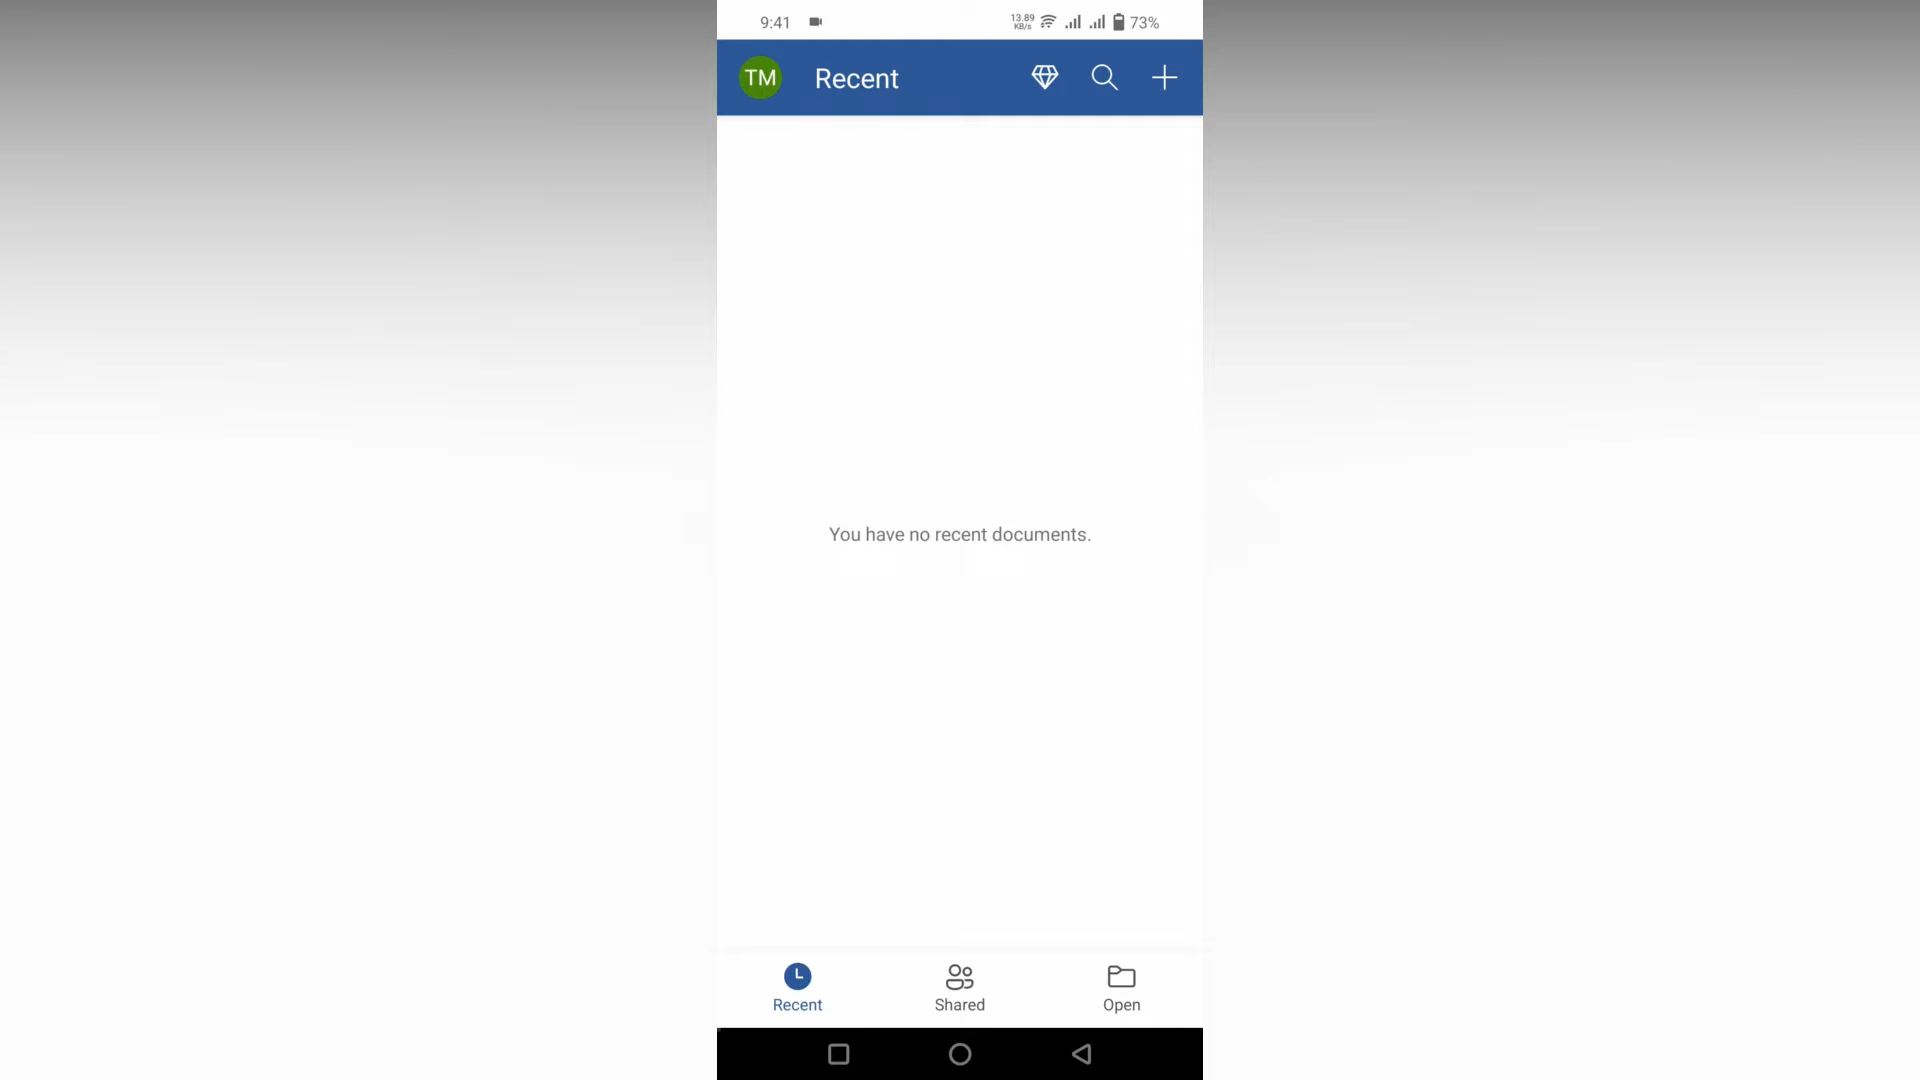 9:41 13.89 KB/s 73%
TM Recent
You have no recent documents.
Recent Shared Open